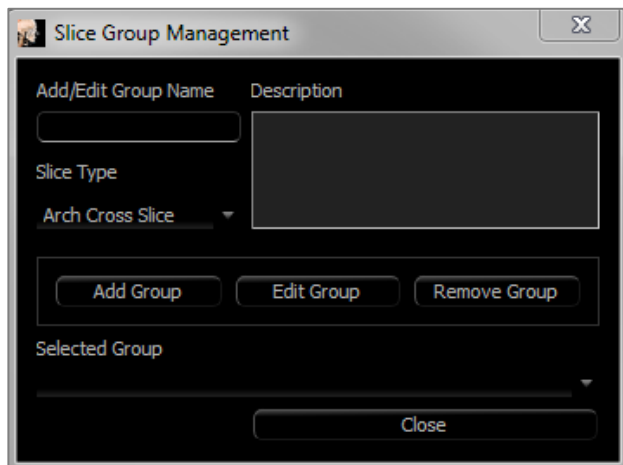 Slice Group Management
Add/Edit Group Name Description
Slice Type
Arch Cross Slice
Add Group Edit Group Remove Group
Selected Group
Close